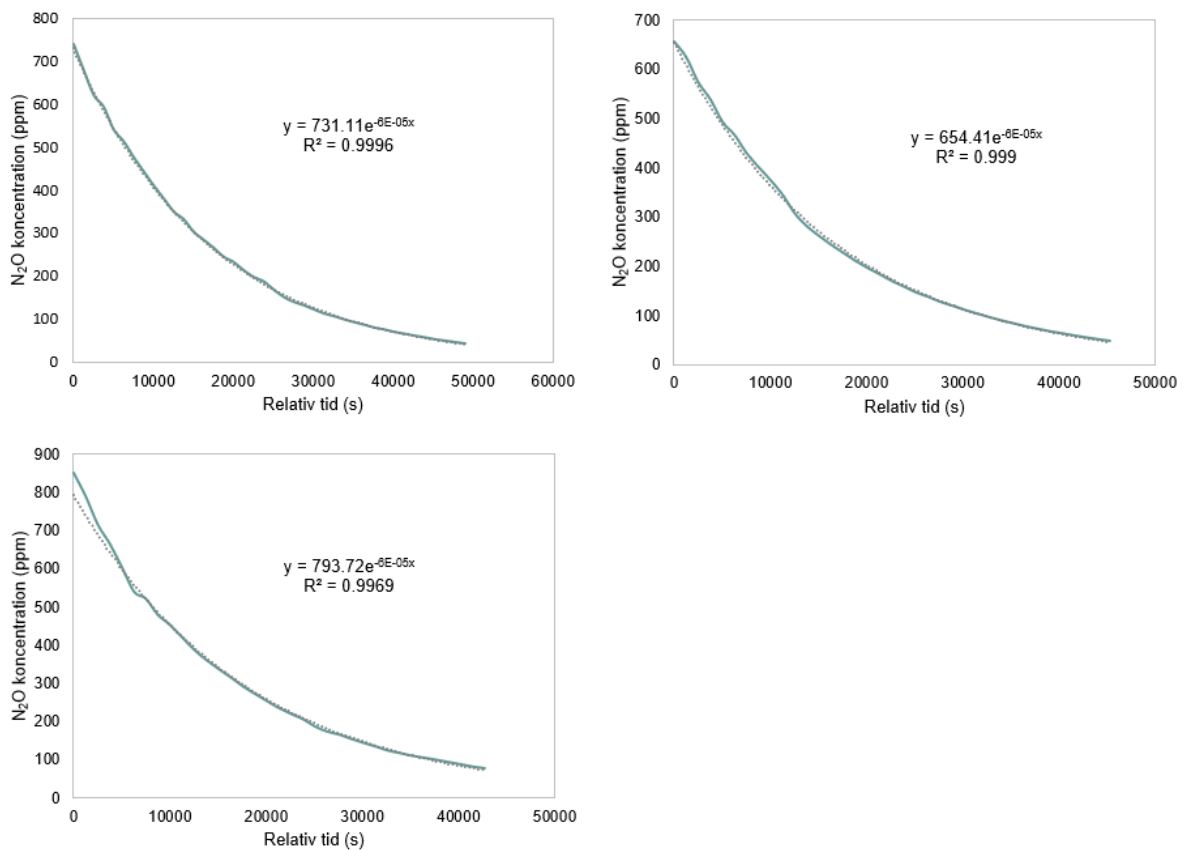 800
700
600
500
400
300
200
100
0
N₂O koncentration (ppm)
y = 731.11e^-6E-05x
R² = 0.9996
0 10000 20000 30000 40000 50000 60000
Relativ tid (s)
700
600
500
400
300
200
100
0
N₂O koncentration (ppm)
y = 654.41e^-6E-05x
R² = 0.999
0 10000 20000 30000 40000 50000
Relativ tid (s)
900
800
700
600
500
400
300
200
100
0
N₂O koncentration (ppm)
y = 793.72e^-6E-05x
R² = 0.9969
0 10000 20000 30000 40000 50000
Relativ tid (s)